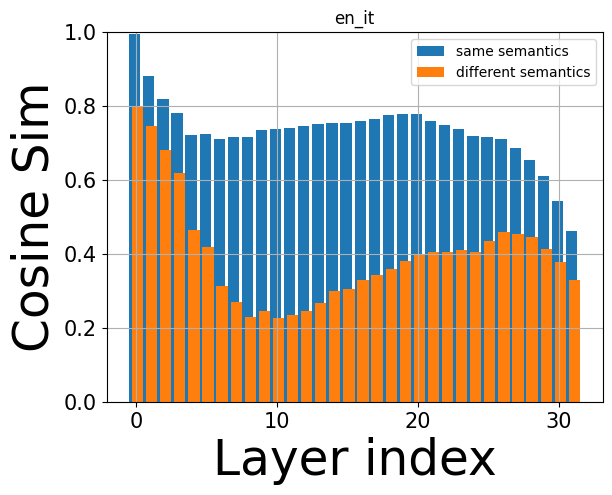 en_it
same semantics
different semantics
Cosine Sim
1.0
0.8
0.6
0.4
0.2
0.0
0 10 20 30
Layer index